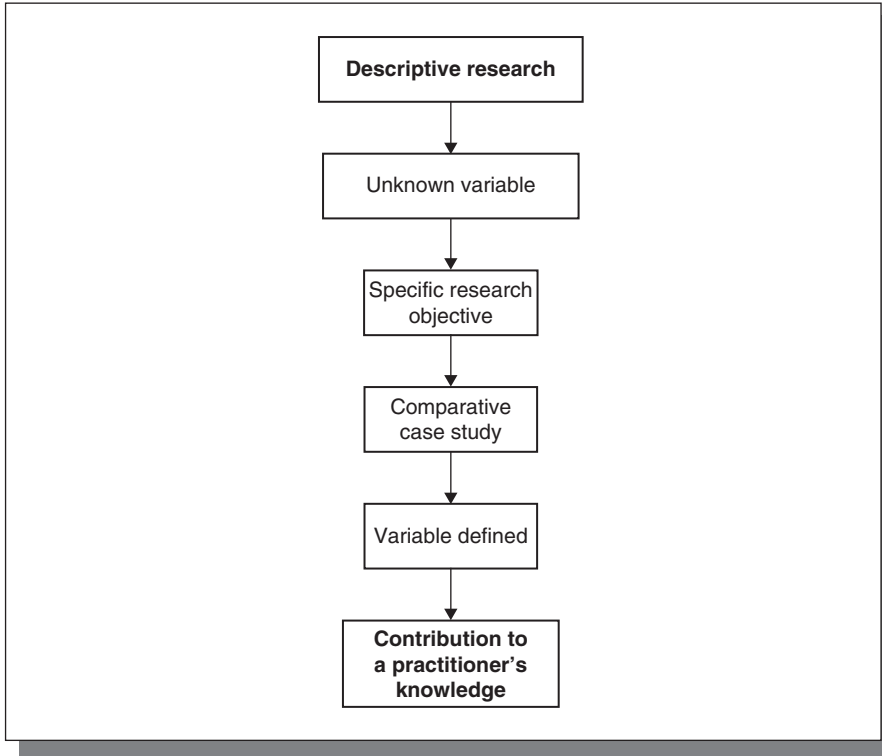 Descriptive research
Unknown variable
Specific research
objective
Comparative
case study
Variable defined
Contribution to
a practitioner’s
knowledge